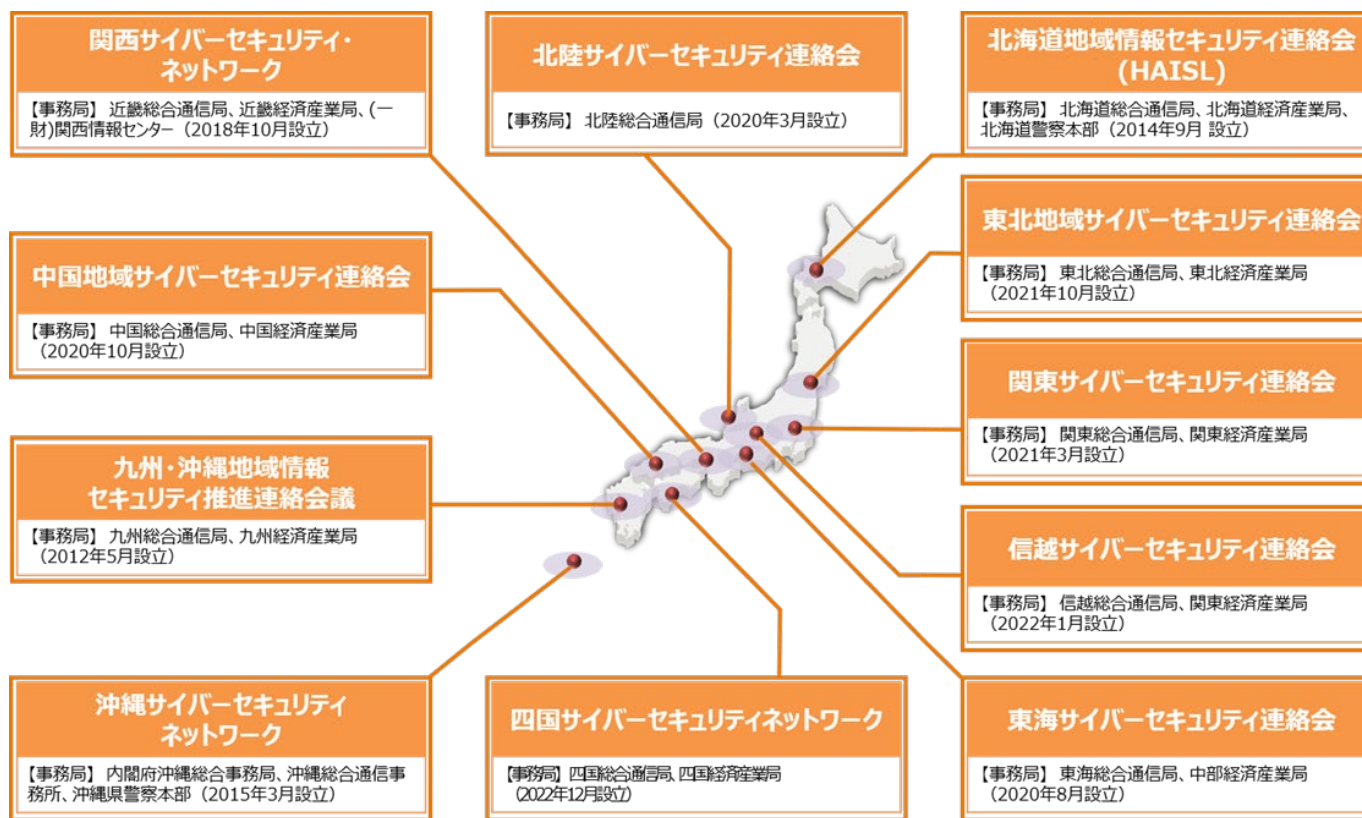 関西サイバーセキュリティ・
ネットワーク
【事務局】 近畿総合通信局、近畿経済産業局、(一
財)関西情報センター（2018年10月設立）
北陸サイバーセキュリティ連絡会
【事務局】 北陸総合通信局（2020年3月設立）
北海道地域情報セキュリティ連絡会
(HAISL)
【事務局】 北海道総合通信局、北海道経済産業局、
北海道警察本部（2014年9月 設立）
東北地域サイバーセキュリティ連絡会
【事務局】 東北総合通信局、東北経済産業局
（2021年10月設立）
中国地域サイバーセキュリティ連絡会
【事務局】 中国総合通信局、中国経済産業局
（2020年10月設立）
関東サイバーセキュリティ連絡会
【事務局】 関東総合通信局、関東経済産業局
（2021年3月設立）
九州・沖縄地域情報
セキュリティ推進連絡会議
【事務局】 九州総合通信局、九州経済産業局
（2012年5月設立）
信越サイバーセキュリティ連絡会
【事務局】 信越総合通信局、関東経済産業局
（2022年1月設立）
沖縄サイバーセキュリティ
ネットワーク
【事務局】 内閣府沖縄総合事務局、沖縄総合通信事
務所、沖縄県警察本部（2015年3月設立）
四国サイバーセキュリティネットワーク
【事務局】四国総合通信局、四国経済産業局
（2022年12月設立）
東海サイバーセキュリティ連絡会
【事務局】 東海総合通信局、中部経済産業局
（2020年8月設立）